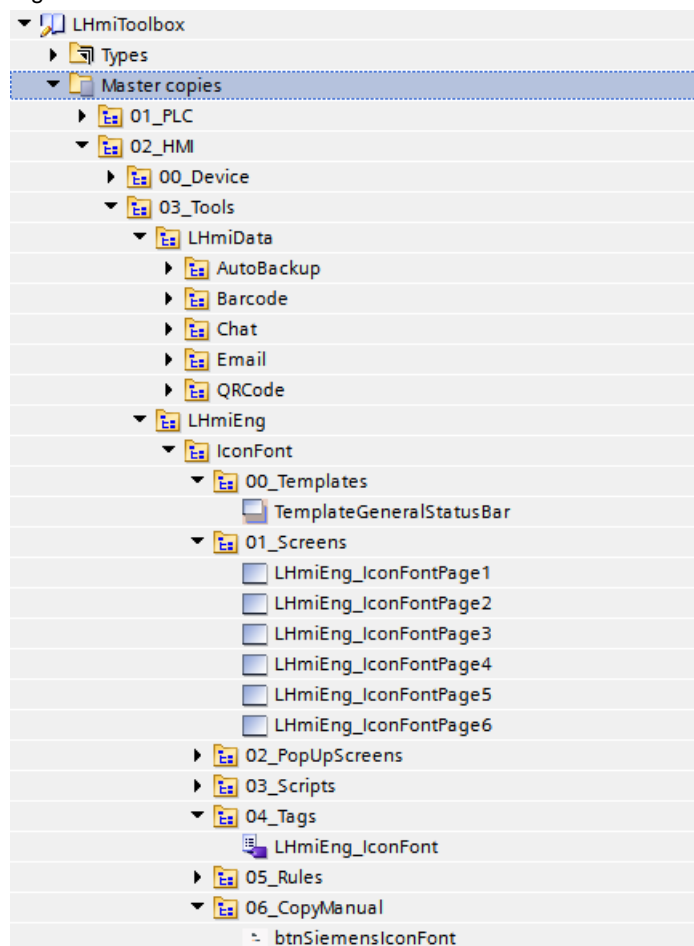 LHmiToolbox
Types
Master copies
01_PLC
02_HMI
00_Device
03_Tools
LHmiData
AutoBackup
Barcode
Chat
Email
QRCode
LHmiEng
IconFont
00_Templates
TemplateGeneralStatusBar
01_Screens
LHmiEng_IconFontPage1
LHmiEng_IconFontPage2
LHmiEng_IconFontPage3
LHmiEng_IconFontPage4
LHmiEng_IconFontPage5
LHmiEng_IconFontPage6
02_PopUpScreens
03_Scripts
04_Tags
LHmiEng_IconFont
05_Rules
06_CopyManual
btnSiemensIconFont